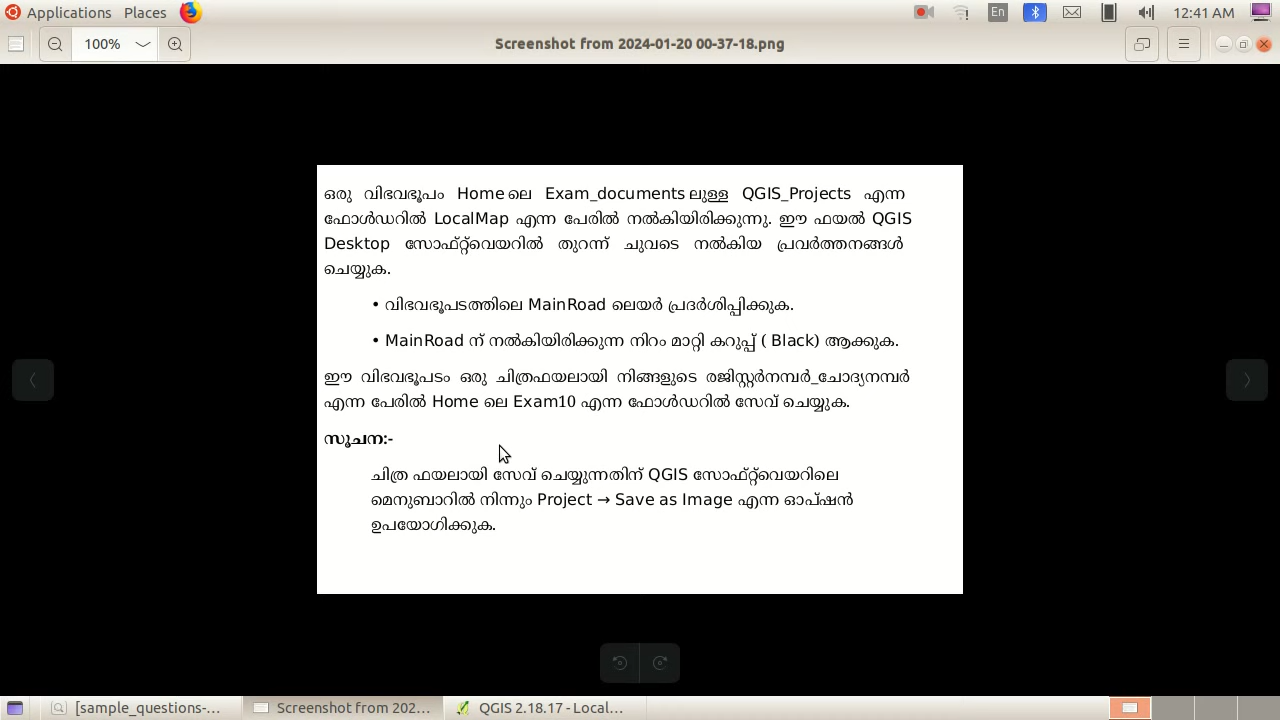 Applications Places En 12:41 AM
100% Screenshot from 2024-01-20 00-37-18.png
ഒരു വിഭവഭൂപം Home ലെ Exam_documents ലുള്ള QGIS_Projects എന്ന
ഫോൾഡറിൽ LocalMap എന്ന പേരിൽ നൽകിയിരിക്കുന്നു. ഈ ഫയൽ QGIS
Desktop സോഫ്റ്റ്‌വെയറിൽ തുറന്ന് ചുവടെ നൽകിയ പ്രവർത്തനങ്ങൾ
ചെയ്യുക.
• വിഭവഭൂപടത്തിലെ MainRoad ലെയർ പ്രദർശിപ്പിക്കുക.
• MainRoad ന് നൽകിയിരിക്കുന്ന നിറം മാറ്റി കറുപ്പ് ( Black) ആക്കുക.
ഈ വിഭവഭൂപടം ഒരു ചിത്രഫയലായി നിങ്ങളുടെ രജിസ്റ്റർനമ്പർ_ചോദ്യനമ്പർ
എന്ന പേരിൽ Home ലെ Exam10 എന്ന ഫോൾഡറിൽ സേവ് ചെയ്യുക.
സൂചന:-
ചിത്ര ഫയലായി സേവ് ചെയ്യുന്നതിന് QGIS സോഫ്റ്റ്‌വെയറിലെ
മെനുബാറിൽ നിന്നും Project → Save as Image എന്ന ഓപ്ഷൻ
ഉപയോഗിക്കുക.
[sample_questions-... Screenshot from 202... QGIS 2.18.17 - Local...